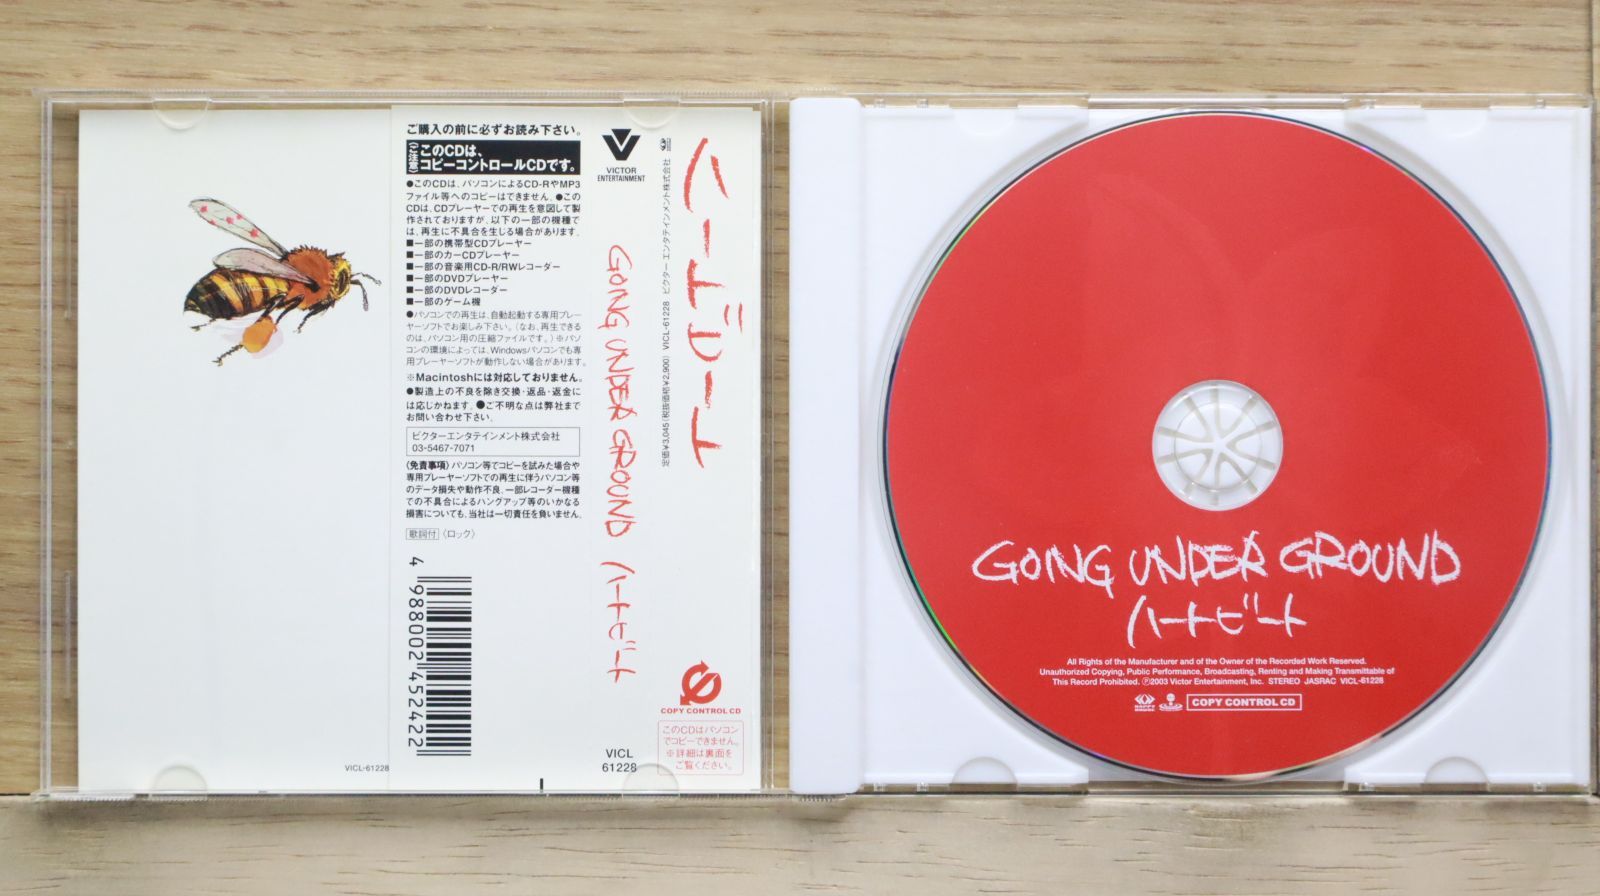 ご購入の前に必ずお読み下さい。
〈ご注意〉このCDは、
コピーコントロールCDです。
●このCDは、パソコンによるCD-RやMP3
ファイル等へのコピーはできません。●この
CDは、CDプレーヤーでの再生を意図して製
作されておりますが、以下の一部の機種で
は、再生に不具合を生じる場合があります。
■一部の携帯型CDプレーヤー
■一部のカーCDプレーヤー
■一部の音楽用CD-R/RWレコーダー
■一部のDVDプレーヤー
■一部のDVDレコーダー
■一部のゲーム機
●パソコンでの再生は、自動起動する専用プレー
ヤーソフトでお楽しみ下さい。(なお、再生できる
のは、パソコン用の圧縮ファイルです。)※パソ
コンの環境によっては、Windowsパソコンでも専
用プレーヤーソフトが動作しない場合があります。
※Macintoshには対応しておりません。
●製造上の不良を除き交換・返品・返金に
は応じかねます。●ご不明な点は弊社まで
お問い合わせ下さい。
ビクターエンタテインメント株式会社
03-5467-7071
〈免責事項〉パソコン等でコピーを試みた場合や
専用プレーヤーソフトでの再生に伴うパソコン等
のデータ損失や動作不良、一部レコーダー機種
での不具合によるハングアップ等のいかなる
損害についても、当社は一切責任を負いません。
歌詞付 〈ロック〉
4 988002 452422
VICL-61228
VICTOR
ENTERTAINMENT
GOING UNDER GROUND ハートビート
VICL
61228
ハートビート
定価¥3,045(税抜価格¥2,900) VICL-61228 ビクター エンタテインメント株式会社
COPY CONTROL CD
このCDはパソコン
でコピーできません。
※詳細は裏面を
ご覧ください。
GOING UNDER GROUND
ハートビート
All Rights of the Manufacturer and of the Owner of the Recorded Work Reserved.
Unauthorized Copying, Public Performance, Broadcasting, Renting and Making Transmittable of
This Record Prohibited. Ⓟ2003 Victor Entertainment, Inc. STEREO JASRAC VICL-61228
COPY CONTROL CD